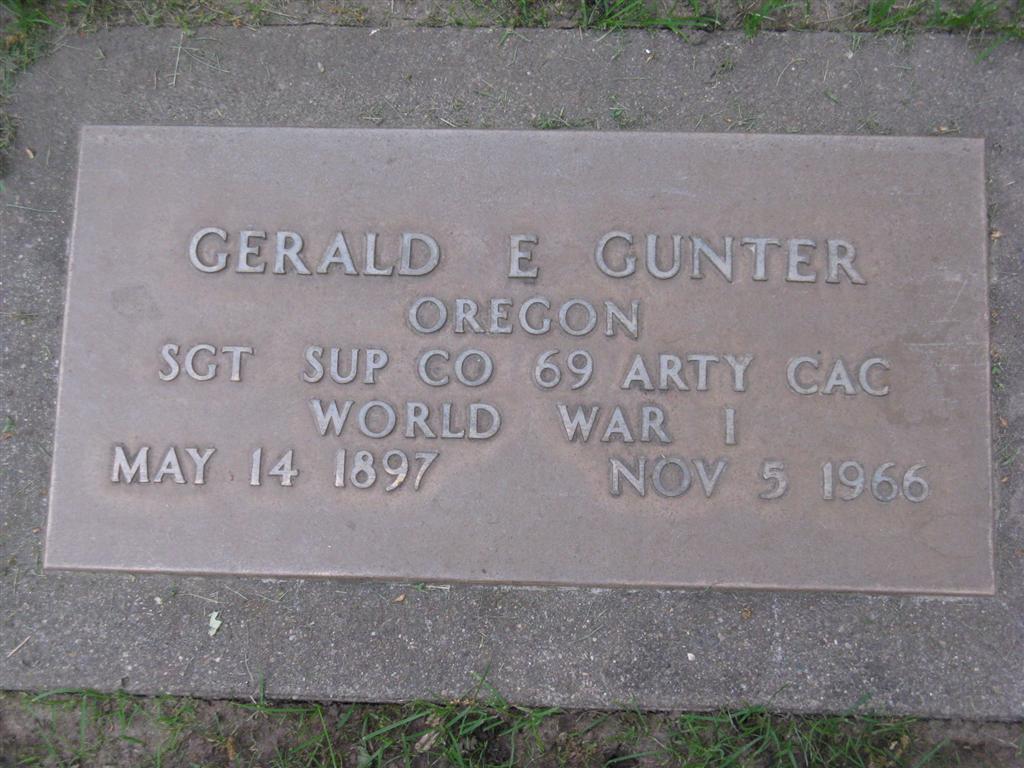 GERALD E GUNTER
OREGON
SGT SUP CO 69 ARTY CAC
WORLD WAR I
MAY 14 1897 NOV 5 1966